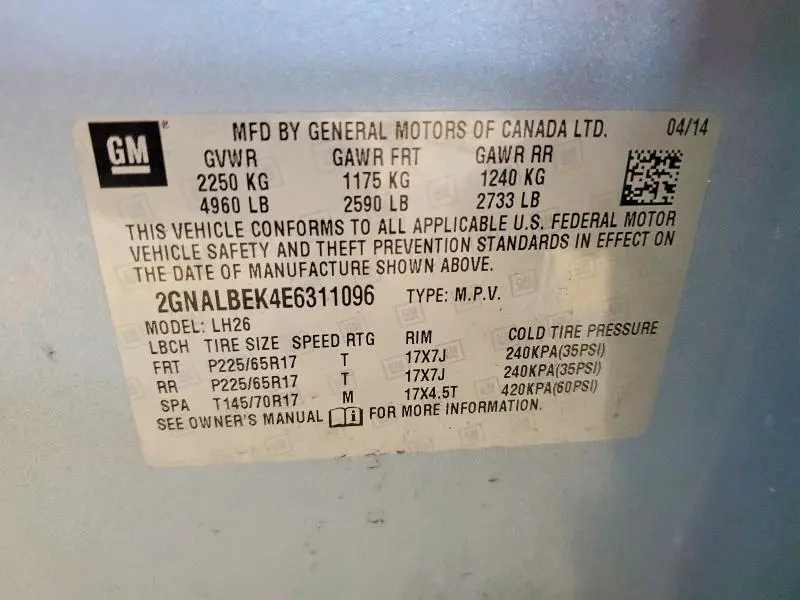 GM® MFD BY GENERAL MOTORS OF CANADA LTD. 04/14
GVWR GAWR FRT GAWR RR
2250 KG 1175 KG 1240 KG
4960 LB 2590 LB 2733 LB
THIS VEHICLE CONFORMS TO ALL APPLICABLE U.S. FEDERAL MOTOR
VEHICLE SAFETY AND THEFT PREVENTION STANDARDS IN EFFECT ON
THE DATE OF MANUFACTURE SHOWN ABOVE.
2GNALBEK4E6311096 TYPE: M.P.V.
MODEL: LH26
LBCH TIRE SIZE SPEED RTG RIM COLD TIRE PRESSURE
FRT P225/65R17 T 17X7J 240KPA(35PSI)
RR P225/65R17 T 17X7J 240KPA(35PSI)
SPA T145/70R17 M 17X4.5T 420KPA(60PSI)
SEE OWNER'S MANUAL i FOR MORE INFORMATION.